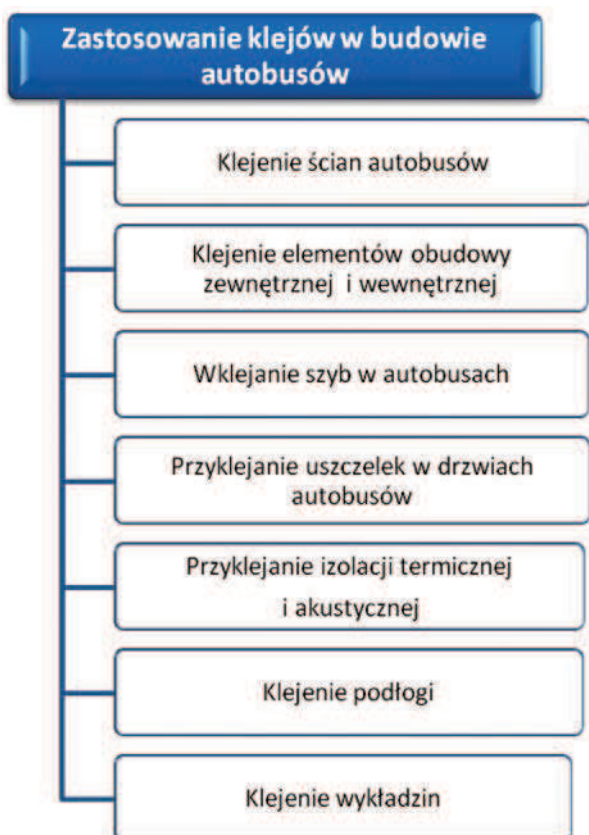 Zastosowanie klejów w budowie
autobusów
Klejenie ścian autobusów
Klejenie elementów obudowy
zewnętrznej i wewnętrznej
Wklejanie szyb w autobusach
Przyklejanie uszczelek w drzwiach
autobusów
Przyklejanie izolacji termicznej
i akustycznej
Klejenie podłogi
Klejenie wykładzin